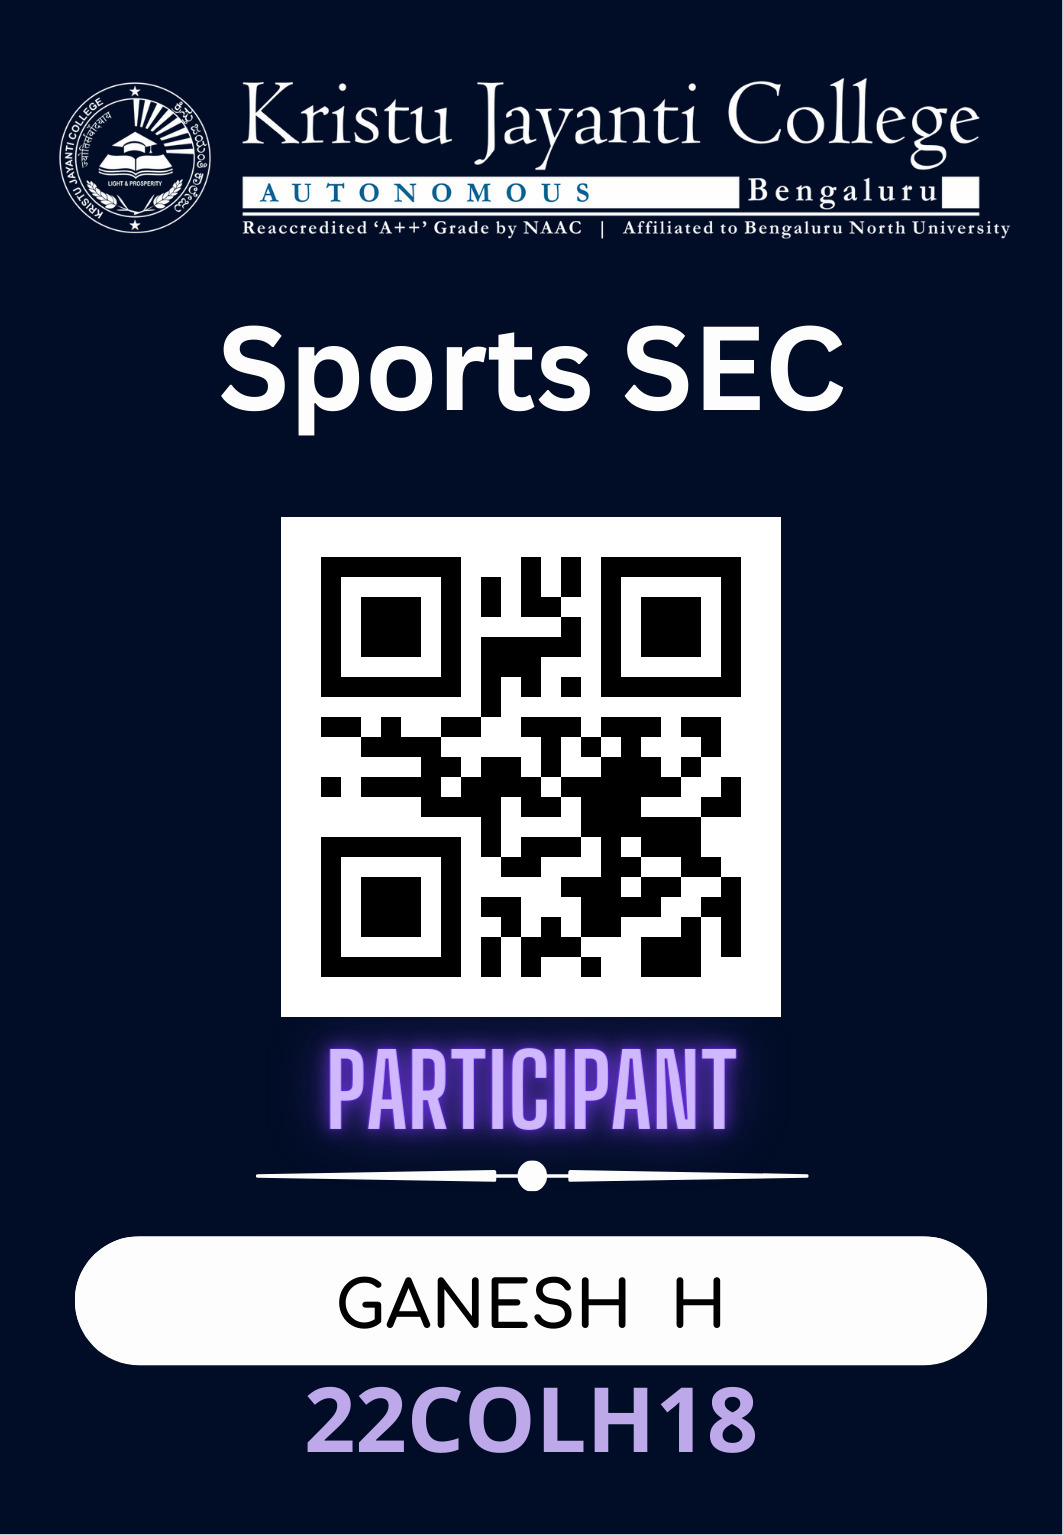 Kristu Jayanti College
AUTONOMOUS Bengaluru
Reaccredited ‘A++’ Grade by NAAC | Affiliated to Bengaluru North University
KRISTU JAYANTI COLLEGE
LIGHT & PROSPERITY
Sports SEC
PARTICIPANT
GANESH H
22COLH18